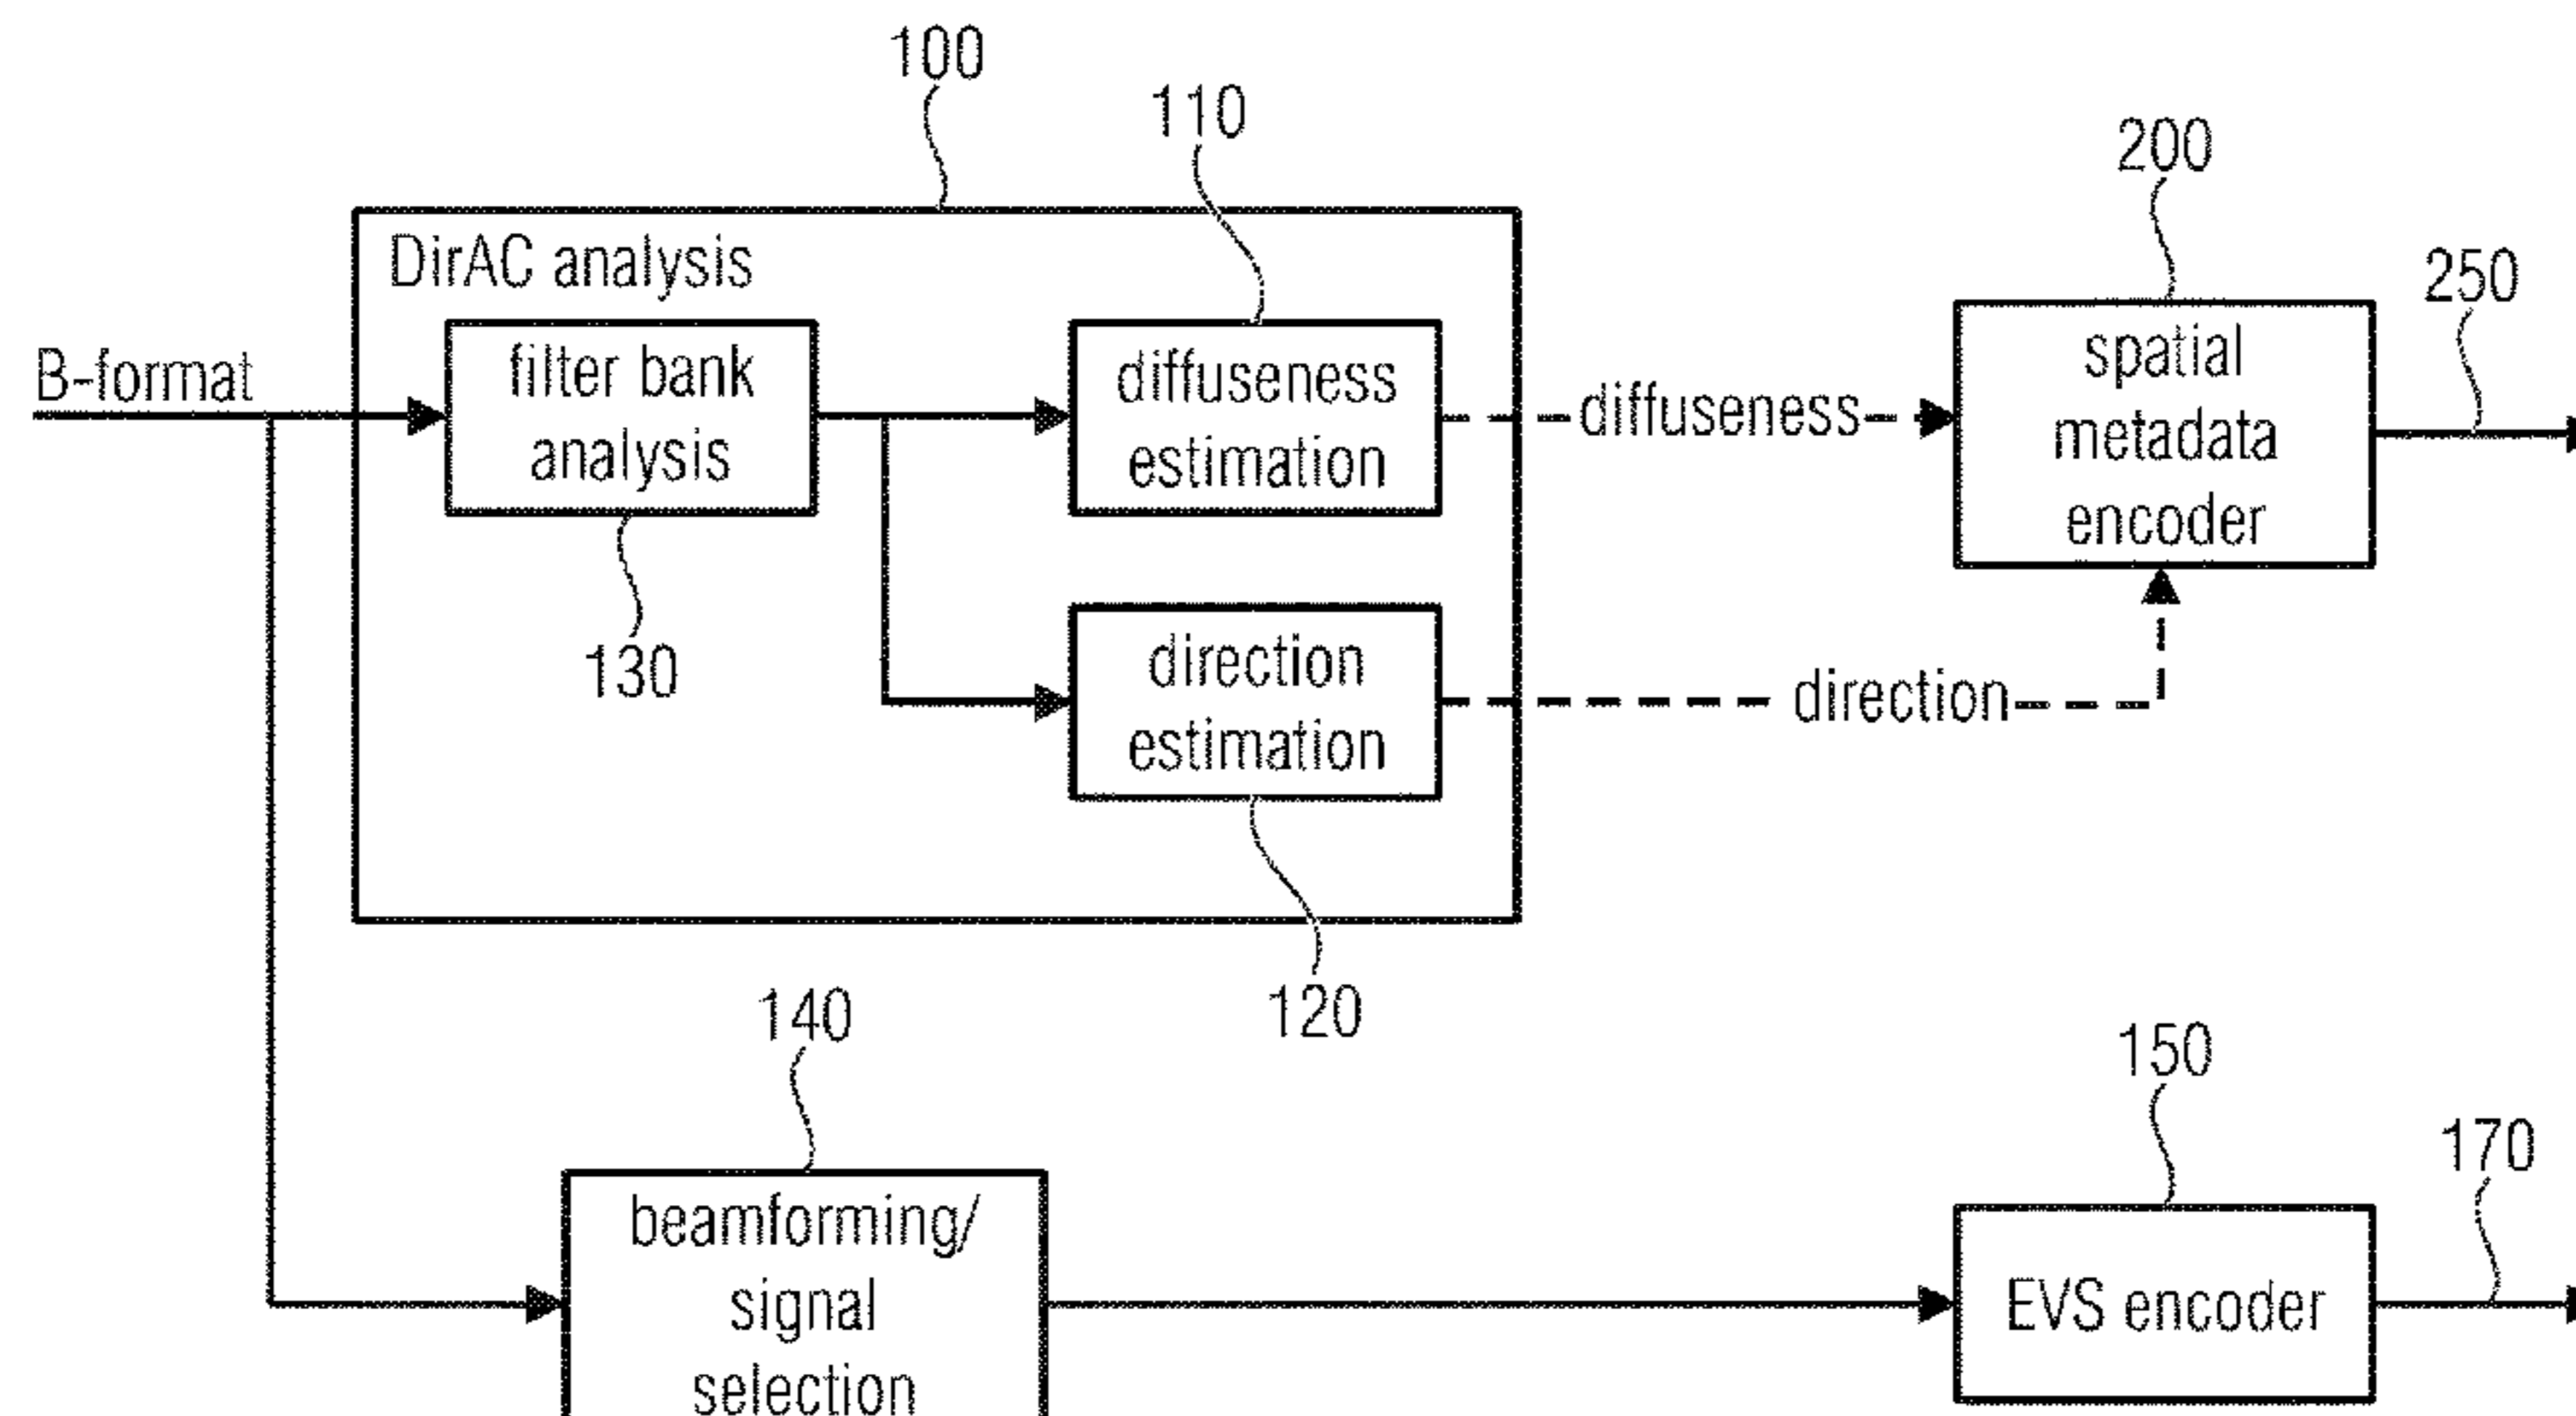 100
110
200
DirAC analysis
250
B-format
filter bank
analysis
diffuseness
estimation
diffuseness
spatial
metadata
encoder
130
direction
estimation
direction
120
140
150
170
beamforming/
signal
selection
EVS encoder